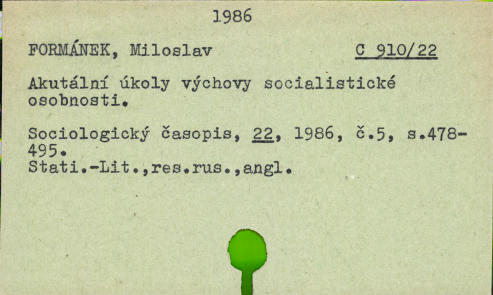 1986
FORMÁNEK, Miloslav C 910/22
Akutální úkoly výchovy socialistické
osobnosti.
Sociologický časopis, 22, 1986, č.5, s.478-
495.
Stati.-Lit.,res.rus.,angl.